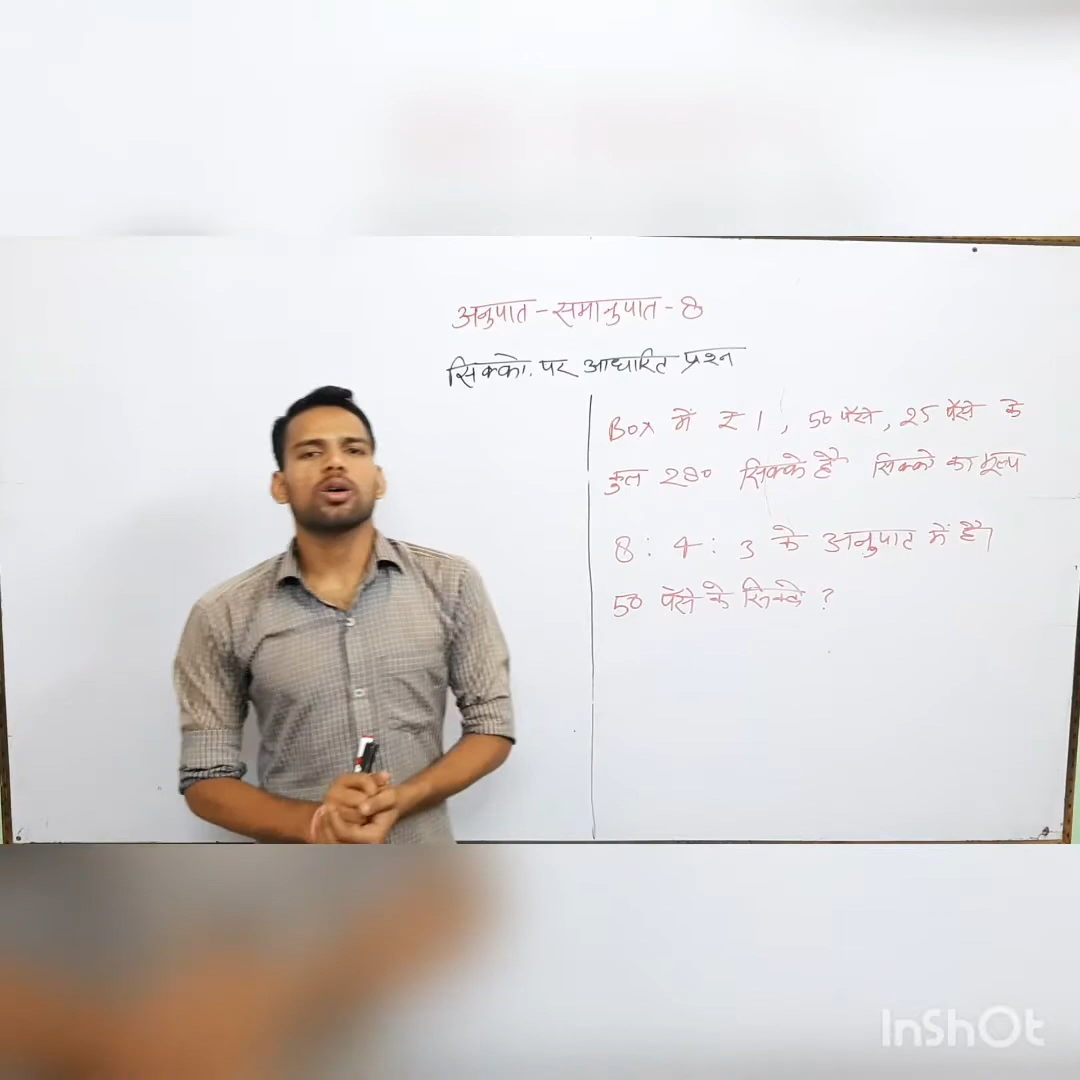 अनुपात - समानुपात - 8
सिक्को पर आधारित प्रश्न
Box में ₹ 1 , 50 पैसे , 25 पैसे के
कुल 280 सिक्के है सिक्को का मूल्य
8 : 4 : 3 के अनुपात में है।
50 पैसे के सिक्के ?
InShOt